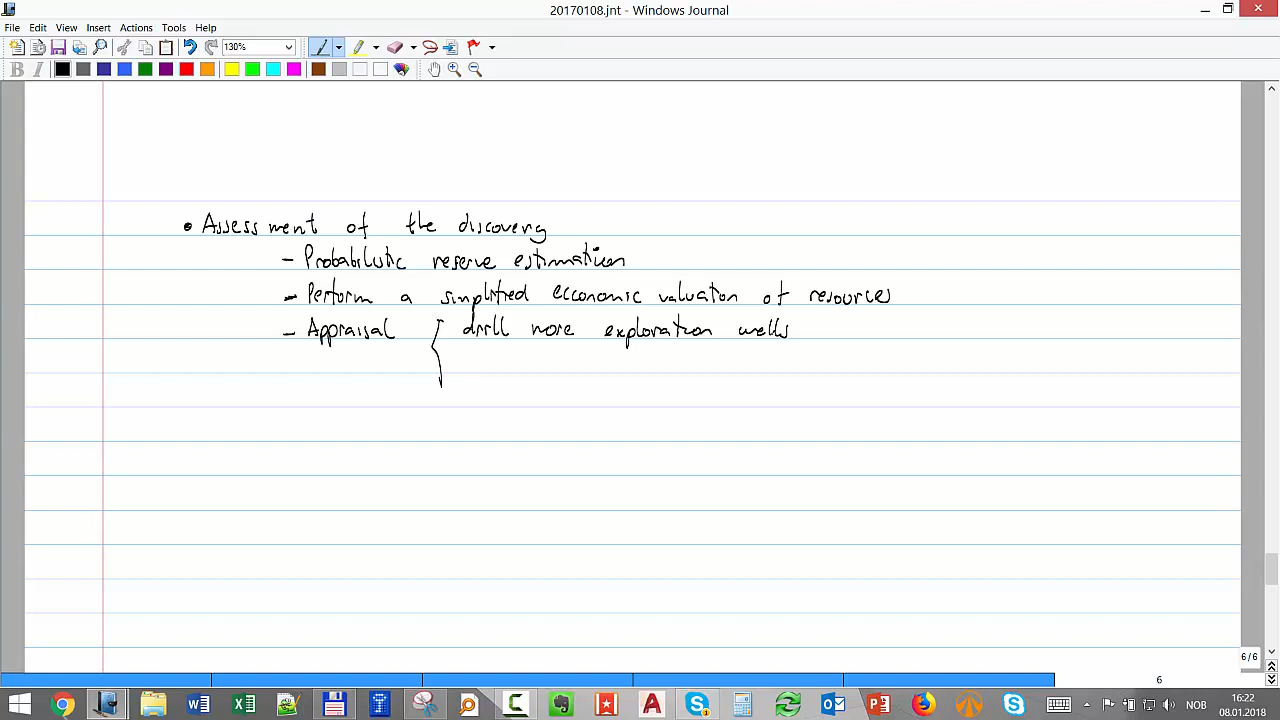 20170108.jnt - Windows Journal
File Edit View Insert Actions Tools Help
130%
B I
• Assessment of the discovery
- Probabilistic reserve estimation
- Perform a simplified economic valuation of resources
- Appraisal { drill more exploration wells
6/6
6
NOB
16:22
08.01.2018